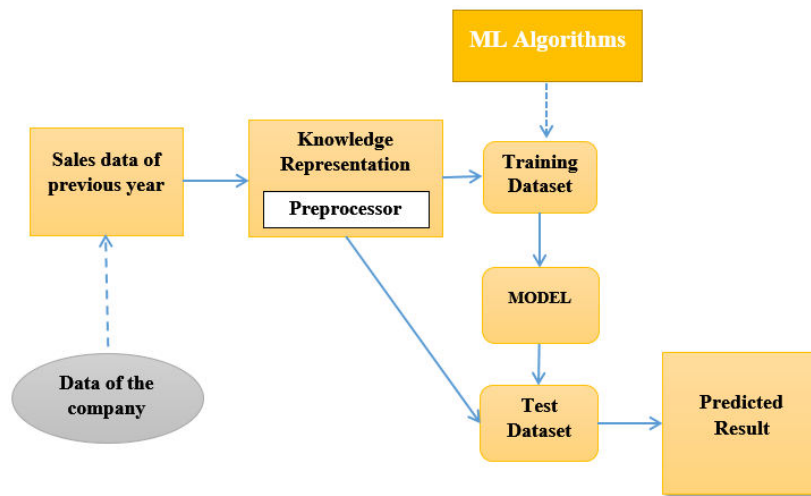 ML Algorithms
Sales data of
previous year
Knowledge
Representation
Preprocessor
Training
Dataset
MODEL
Data of the
company
Test
Dataset
Predicted
Result